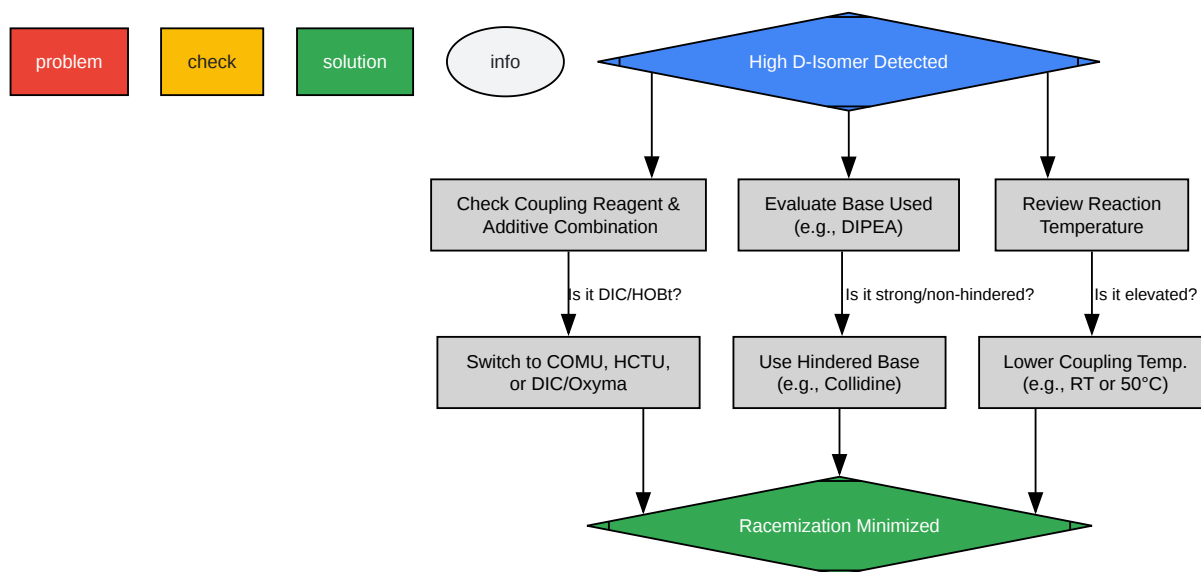 problem
check
solution
info
High D-Isomer Detected
Check Coupling Reagent &
Additive Combination
Evaluate Base Used
(e.g., DIPEA)
Review Reaction
Temperature
Is it DIC/HOBt?
Is it strong/non-hindered?
Is it elevated?
Switch to COMU, HCTU,
or DIC/Oxyma
Use Hindered Base
(e.g., Collidine)
Lower Coupling Temp.
(e.g., RT or 50°C)
Racemization Minimized